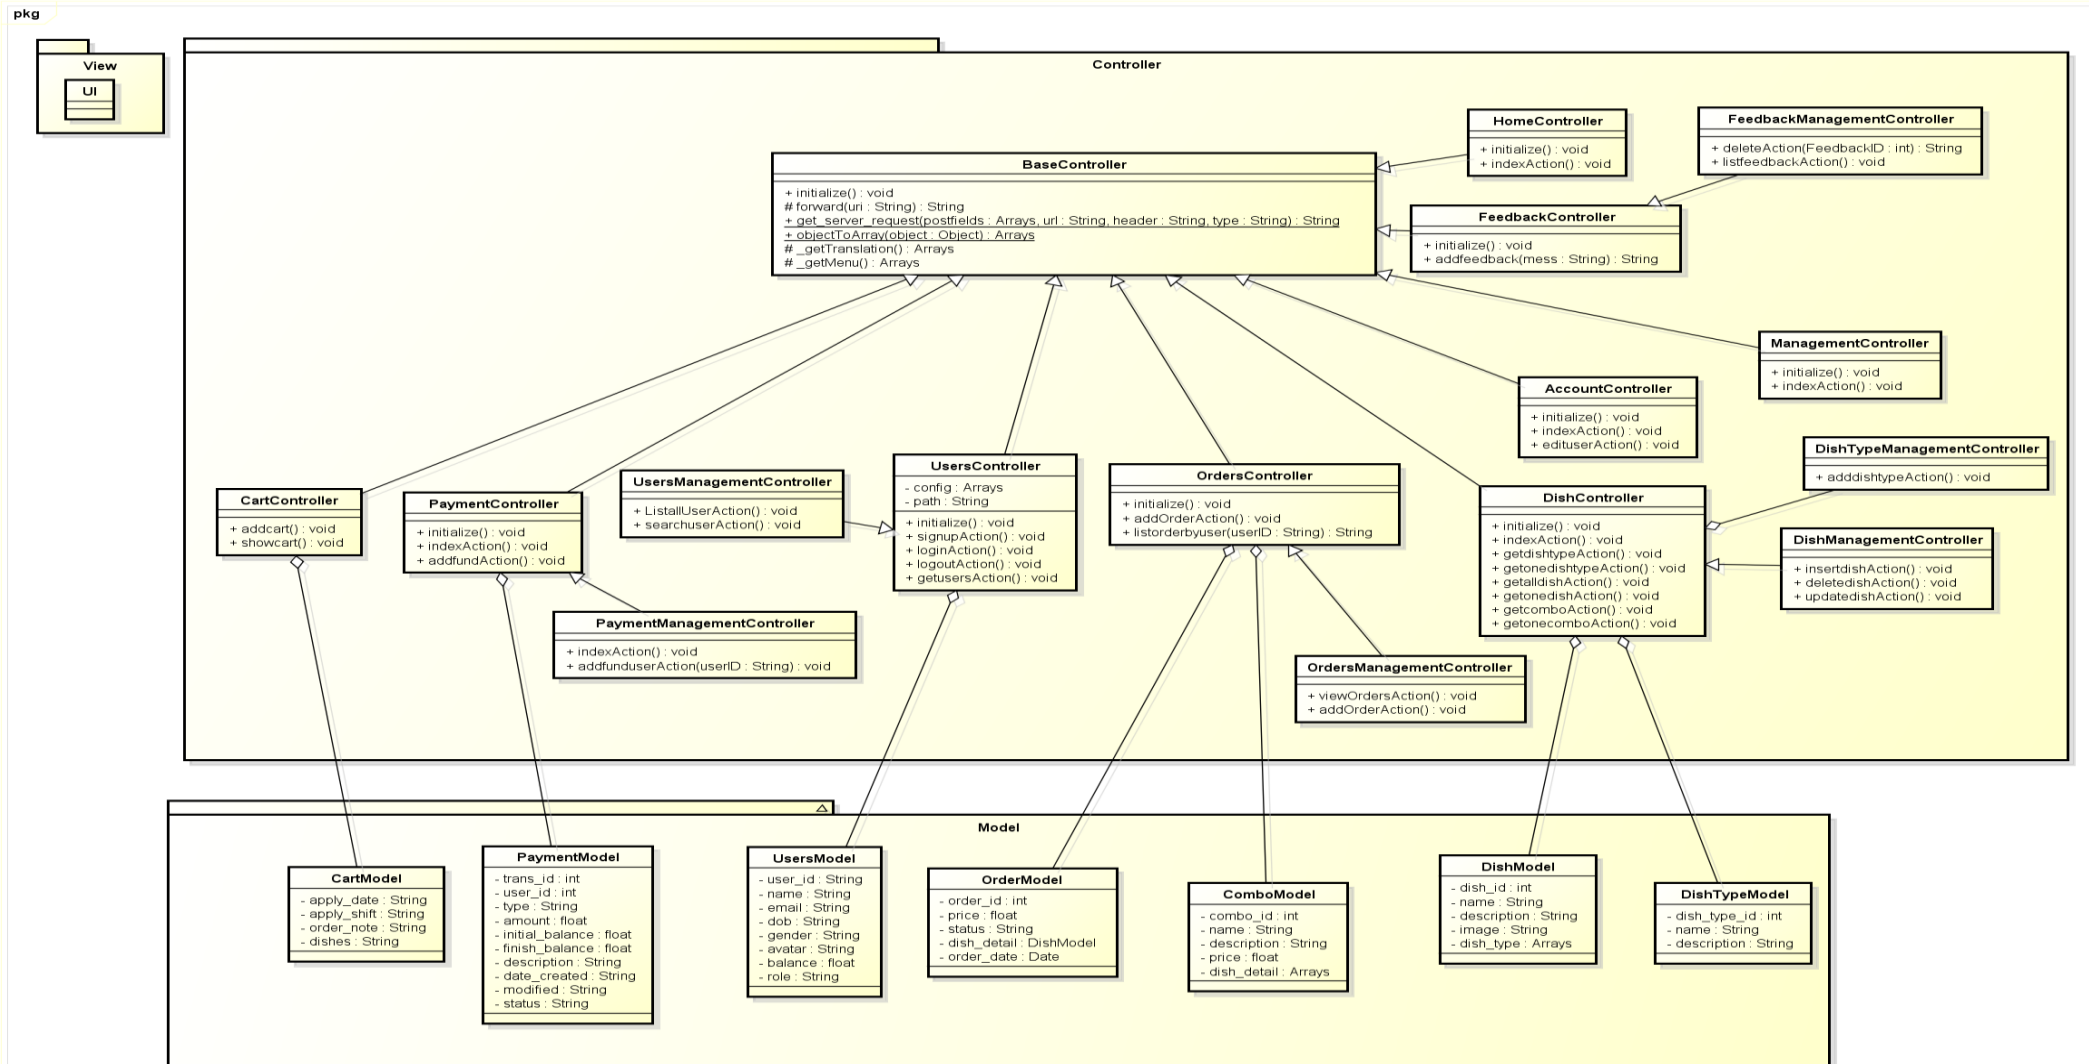 pkg
View
UI
Controller
HomeController
+ initialize() : void
+ indexAction() : void
FeedbackManagementController
+ deleteAction(FeedbackID : int) : String
+ listfeedbackAction() : void
BaseController
+ initialize() : void
# forward(uri : String) : String
+ get_server_request(postfields : Arrays, url : String, header : String, type : String) : String
+ objectToArray(object : Object) : Arrays
# _getTranslation() : Arrays
# _getMenu() : Arrays
FeedbackController
+ initialize() : void
+ addfeedback(mess : String) : String
ManagementController
+ initialize() : void
+ indexAction() : void
AccountController
+ initialize() : void
+ indexAction() : void
+ edituserAction() : void
DishTypeManagementController
+ adddishtypeAction() : void
CartController
+ addcart() : void
+ showcart() : void
PaymentController
+ initialize() : void
+ indexAction() : void
+ addfundAction() : void
UsersManagementController
+ ListallUserAction() : void
+ searchuserAction() : void
UsersController
- config : Arrays
- path : String
+ initialize() : void
+ signupAction() : void
+ loginAction() : void
+ logoutAction() : void
+ getusersAction() : void
OrdersController
+ initialize() : void
+ addOrderAction() : void
+ listorderbyuser(userID : String) : String
DishController
+ initialize() : void
+ indexAction() : void
+ getdishtypeAction() : void
+ getonedishtypeAction() : void
+ getalldishAction() : void
+ getonedishAction() : void
+ getcomboAction() : void
+ getonecomboAction() : void
DishManagementController
+ insertdishAction() : void
+ deletedishAction() : void
+ updatedishAction() : void
PaymentManagementController
+ indexAction() : void
+ addfunduserAction(userID : String) : void
OrdersManagementController
+ viewOrdersAction() : void
+ addOrderAction() : void
Model
CartModel
- apply_date : String
- apply_shift : String
- order_note : String
- dishes : String
PaymentModel
- trans_id : int
- user_id : int
- type : String
- amount : float
- initial_balance : float
- finish_balance : float
- description : String
- date_created : String
- modified : String
- status : String
UsersModel
- user_id : String
- name : String
- email : String
- dob : String
- gender : String
- avatar : String
- balance : float
- role : String
OrderModel
- order_id : int
- price : float
- status : String
- dish_detail : DishModel
- order_date : Date
ComboModel
- combo_id : int
- name : String
- description : String
- price : float
- dish_detail : Arrays
DishModel
- dish_id : int
- name : String
- description : String
- image : String
- dish_type : Arrays
DishTypeModel
- dish_type_id : int
- name : String
- description : String